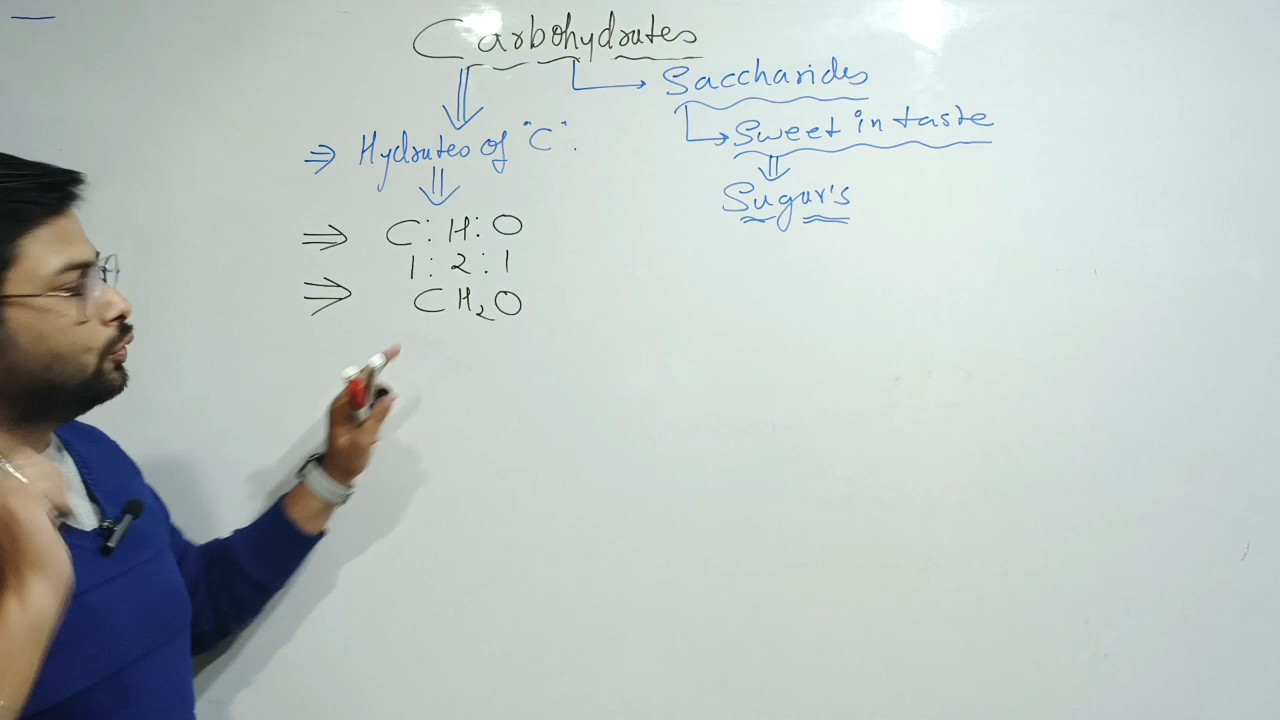 Carbohydrates
Saccharides
Sweet in taste
Sugar's
⇒ Hydrates of "C".
⇒ C : H : O
1 : 2 : 1
⇒ CH₂O